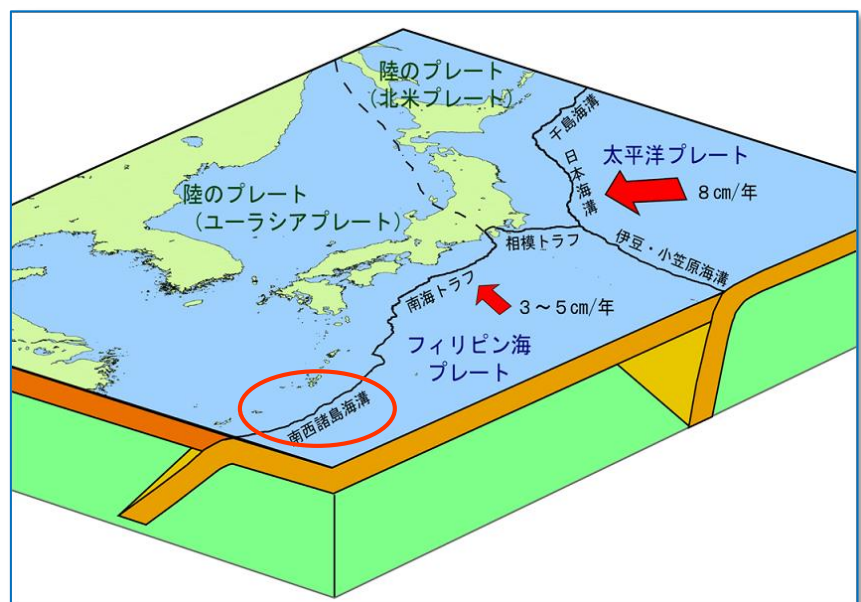 陸のプレート
（北米プレート）
千島海溝
太平洋プレート
日本海溝
8㎝/年
陸のプレート
（ユーラシアプレート）
相模トラフ
伊豆・小笠原海溝
南海トラフ
3～5㎝/年
フィリピン海
プレート
南西諸島海溝